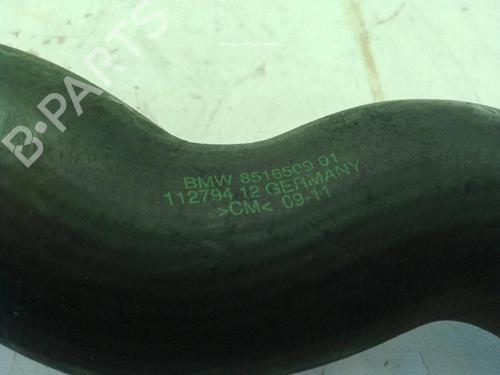 B-PARTS
BMW 8516509 01
112794 12 GERMANY
>CM< 09-11